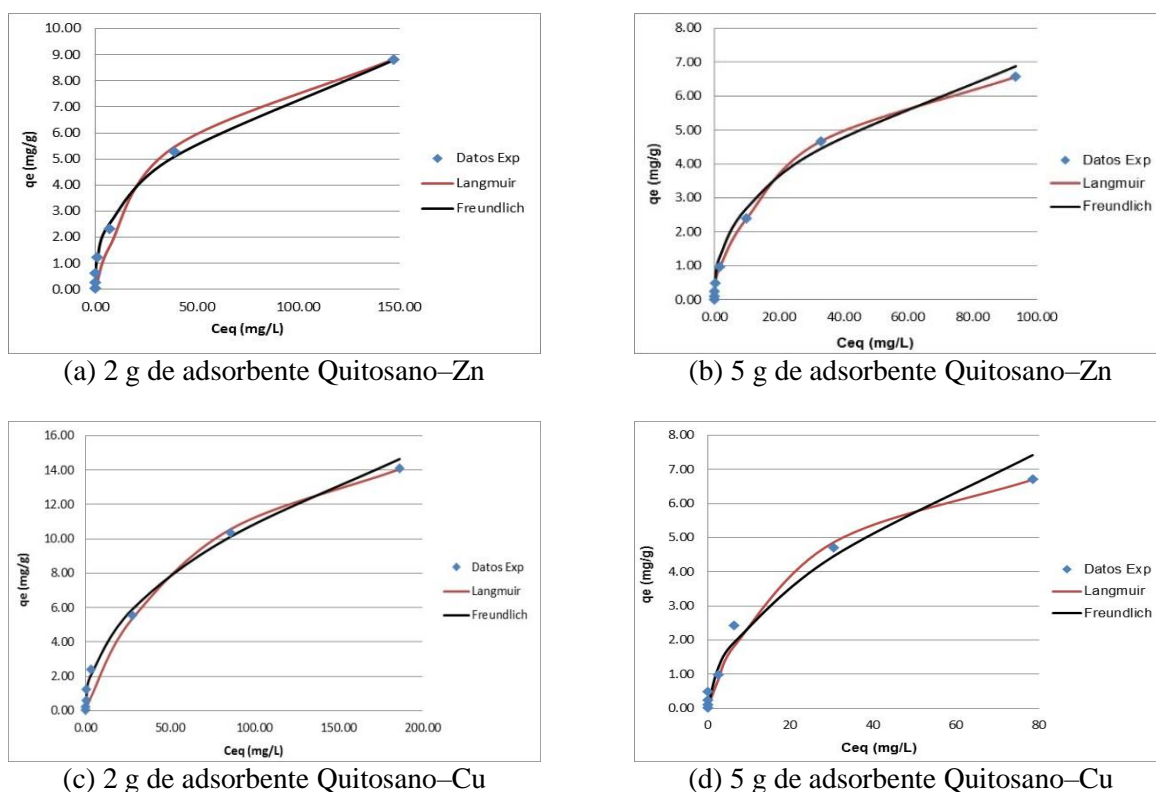 10.00
9.00
8.00
7.00
6.00
5.00
4.00
3.00
2.00
1.00
0.00
qe (mg/g)
0.00 50.00 100.00 150.00
Ceq (mg/L)
Datos Exp
Langmuir
Freundlich
(a) 2 g de adsorbente Quitosano–Zn
8.00
7.00
6.00
5.00
4.00
3.00
2.00
1.00
0.00
qe (mg/g)
0.00 20.00 40.00 60.00 80.00 100.00
Ceq (mg/L)
Datos Exp
Langmuir
Freundlich
(b) 5 g de adsorbente Quitosano–Zn
16.00
14.00
12.00
10.00
8.00
6.00
4.00
2.00
0.00
qe (mg/g)
0.00 50.00 100.00 150.00 200.00
Ceq (mg/L)
Datos Exp
Langmuir
Freundlich
(c) 2 g de adsorbente Quitosano–Cu
8.00
7.00
6.00
5.00
4.00
3.00
2.00
1.00
0.00
qe (mg/g)
0 20 40 60 80
Ceq (mg/L)
Datos Exp
Langmuir
Freundlich
(d) 5 g de adsorbente Quitosano–Cu